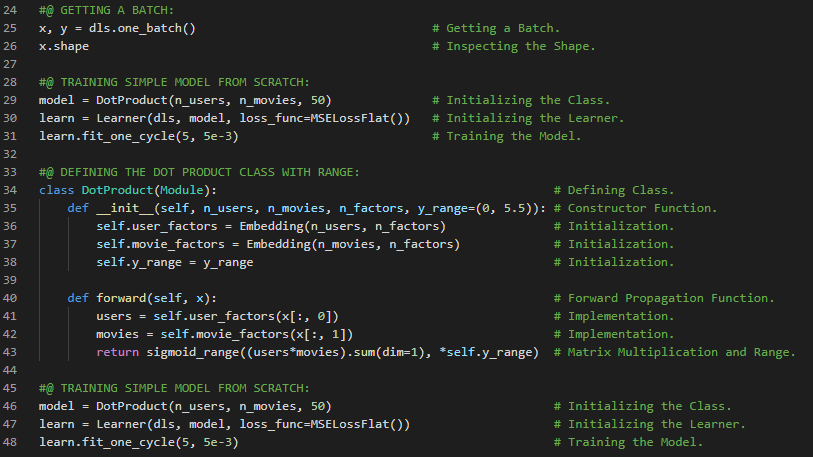 24 #@ GETTING A BATCH:
25 x, y = dls.one_batch() # Getting a Batch.
26 x.shape # Inspecting the Shape.
27
28 #@ TRAINING SIMPLE MODEL FROM SCRATCH:
29 model = DotProduct(n_users, n_movies, 50) # Initializing the Class.
30 learn = Learner(dls, model, loss_func=MSELossFlat()) # Initializing the Learner.
31 learn.fit_one_cycle(5, 5e-3) # Training the Model.
32
33 #@ DEFINING THE DOT PRODUCT CLASS WITH RANGE:
34 class DotProduct(Module): # Defining Class.
35 def __init__(self, n_users, n_movies, n_factors, y_range=(0, 5.5)): # Constructor Function.
36 self.user_factors = Embedding(n_users, n_factors) # Initialization.
37 self.movie_factors = Embedding(n_movies, n_factors) # Initialization.
38 self.y_range = y_range # Initialization.
39
40 def forward(self, x): # Forward Propagation Function.
41 users = self.user_factors(x[:, 0]) # Implementation.
42 movies = self.movie_factors(x[:, 1]) # Implementation.
43 return sigmoid_range((users*movies).sum(dim=1), *self.y_range) # Matrix Multiplication and Range.
44
45 #@ TRAINING SIMPLE MODEL FROM SCRATCH:
46 model = DotProduct(n_users, n_movies, 50) # Initializing the Class.
47 learn = Learner(dls, model, loss_func=MSELossFlat()) # Initializing the Learner.
48 learn.fit_one_cycle(5, 5e-3) # Training the Model.